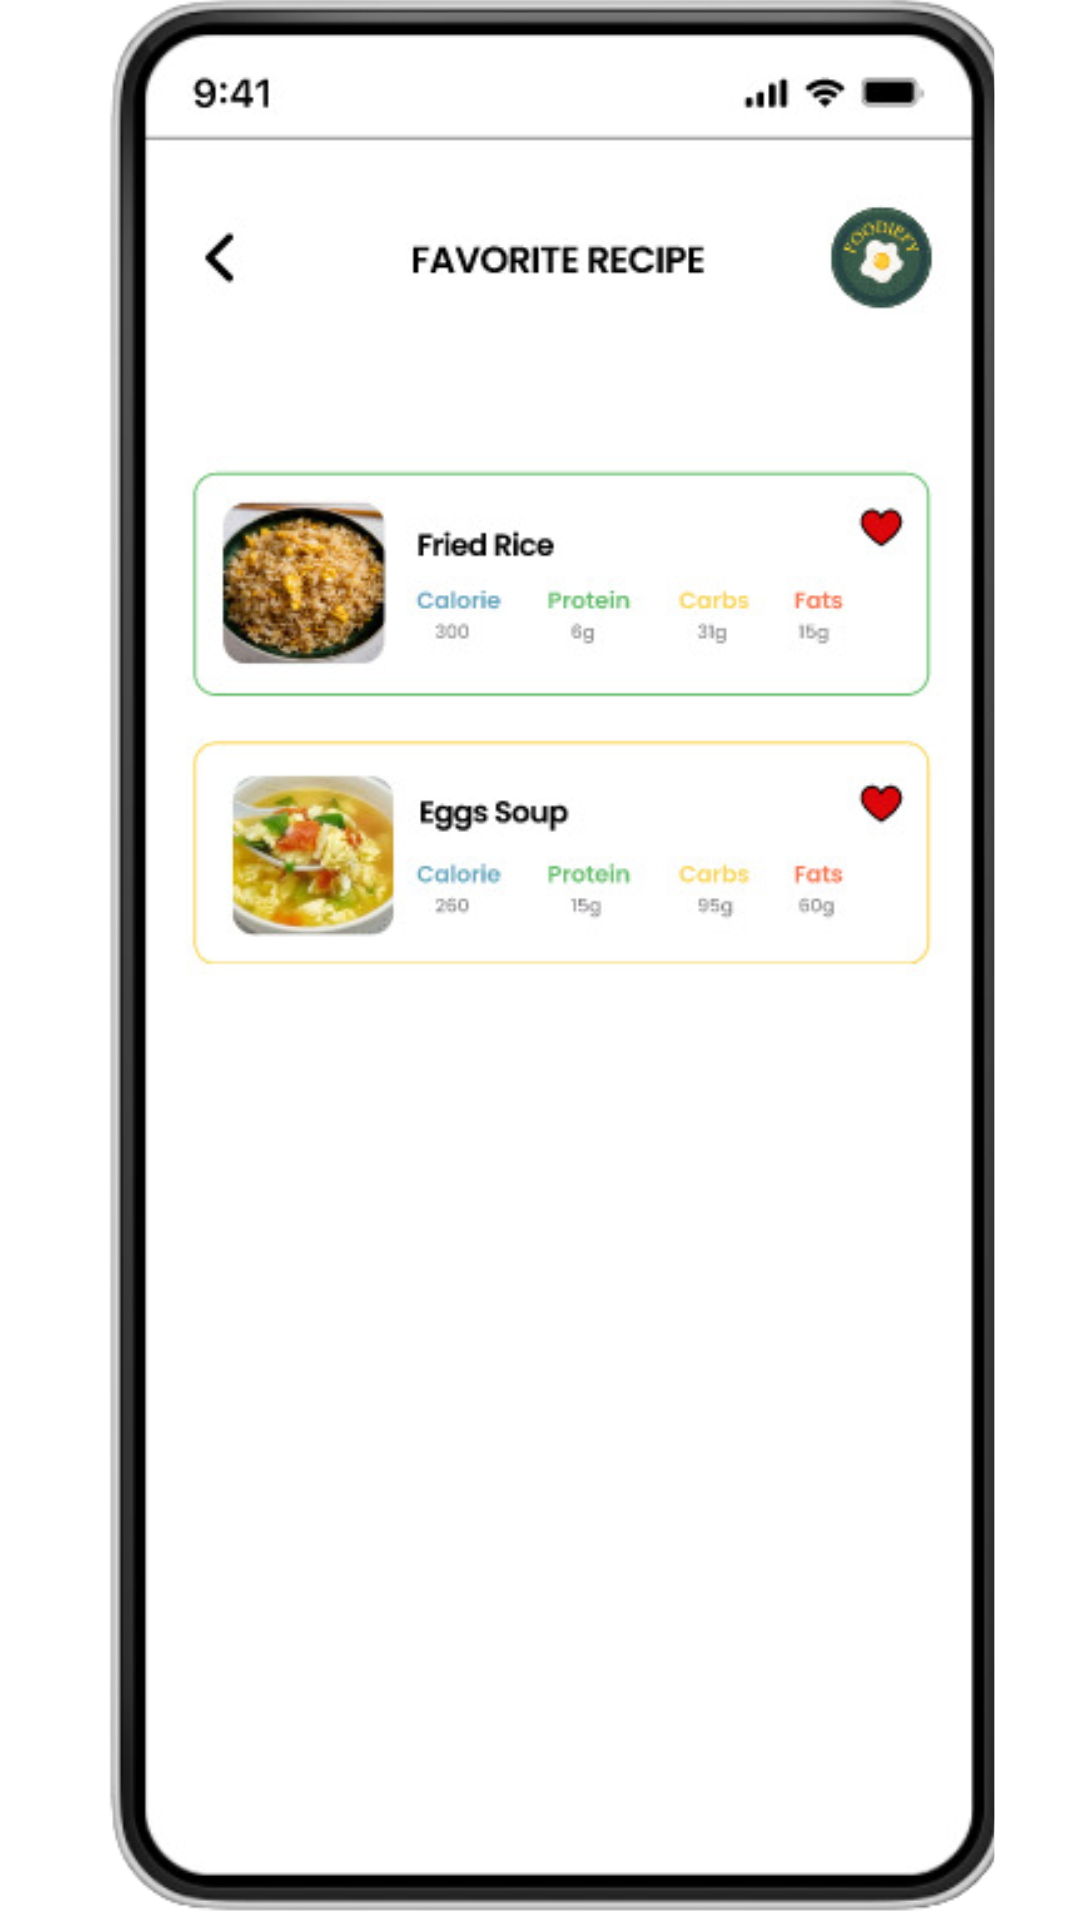 9:41
FAVORITE RECIPE
FOODIEFY
Fried Rice
Calorie Protein Carbs Fats
300 6g 31g 15g
Eggs Soup
Calorie Protein Carbs Fats
260 15g 95g 60g